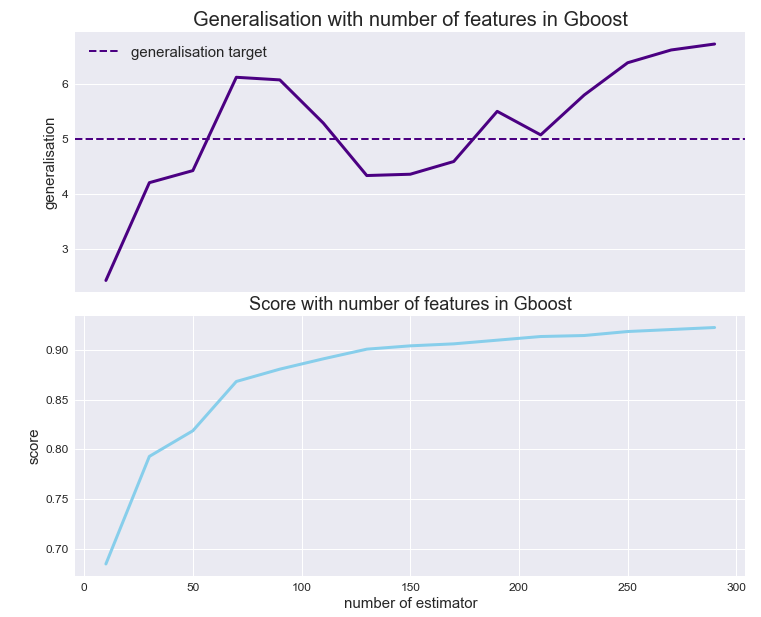 Generalisation with number of features in Gboost
generalisation target
generalisation
6
5
4
3
Score with number of features in Gboost
score
0.90
0.85
0.80
0.75
0.70
0 50 100 150 200 250 300
number of estimator